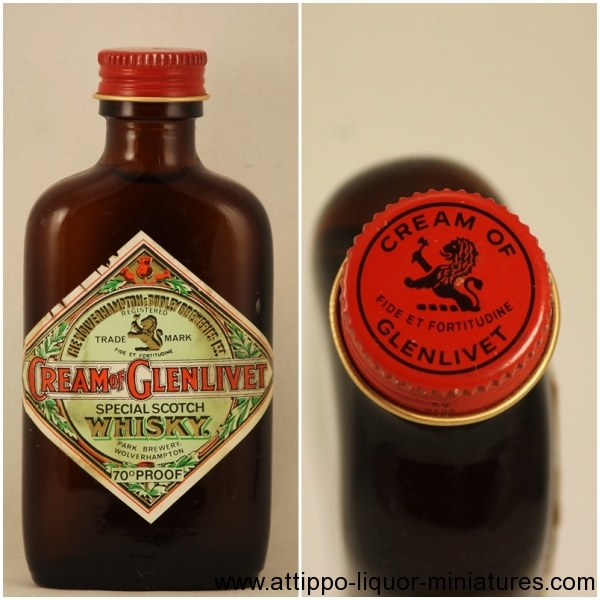 THE WOLVERHAMPTON & DUDLEY BREWERIES LTD.
REGISTERED
TRADE MARK
FIDE ET FORTITUDINE
CREAM OF GLENLIVET
SPECIAL SCOTCH
WHISKY.
PARK BREWERY,
WOLVERHAMPTON
70° PROOF
CREAM OF
FIDE ET FORTITUDINE
GLENLIVET
www.attippo-liquor-miniatures.com